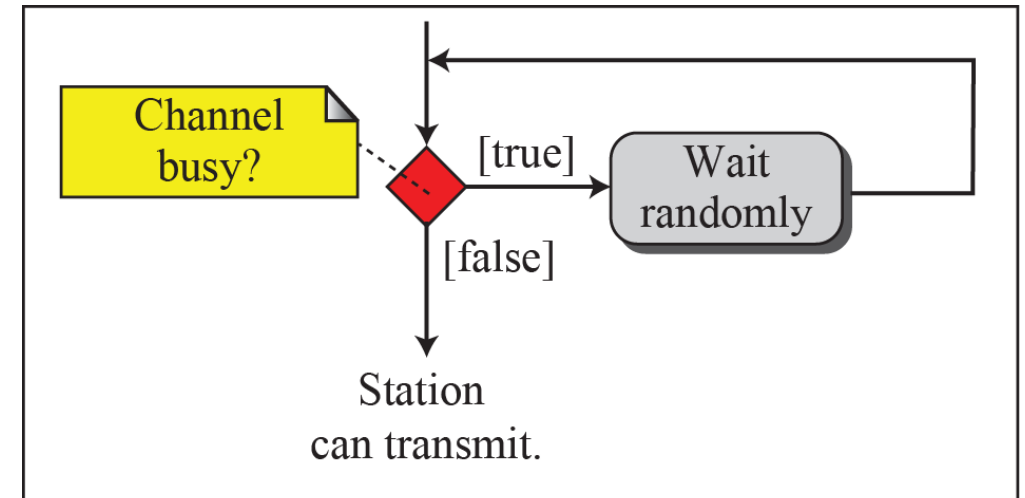 Channel
busy?
[true]
Wait
randomly
[false]
Station
can transmit.